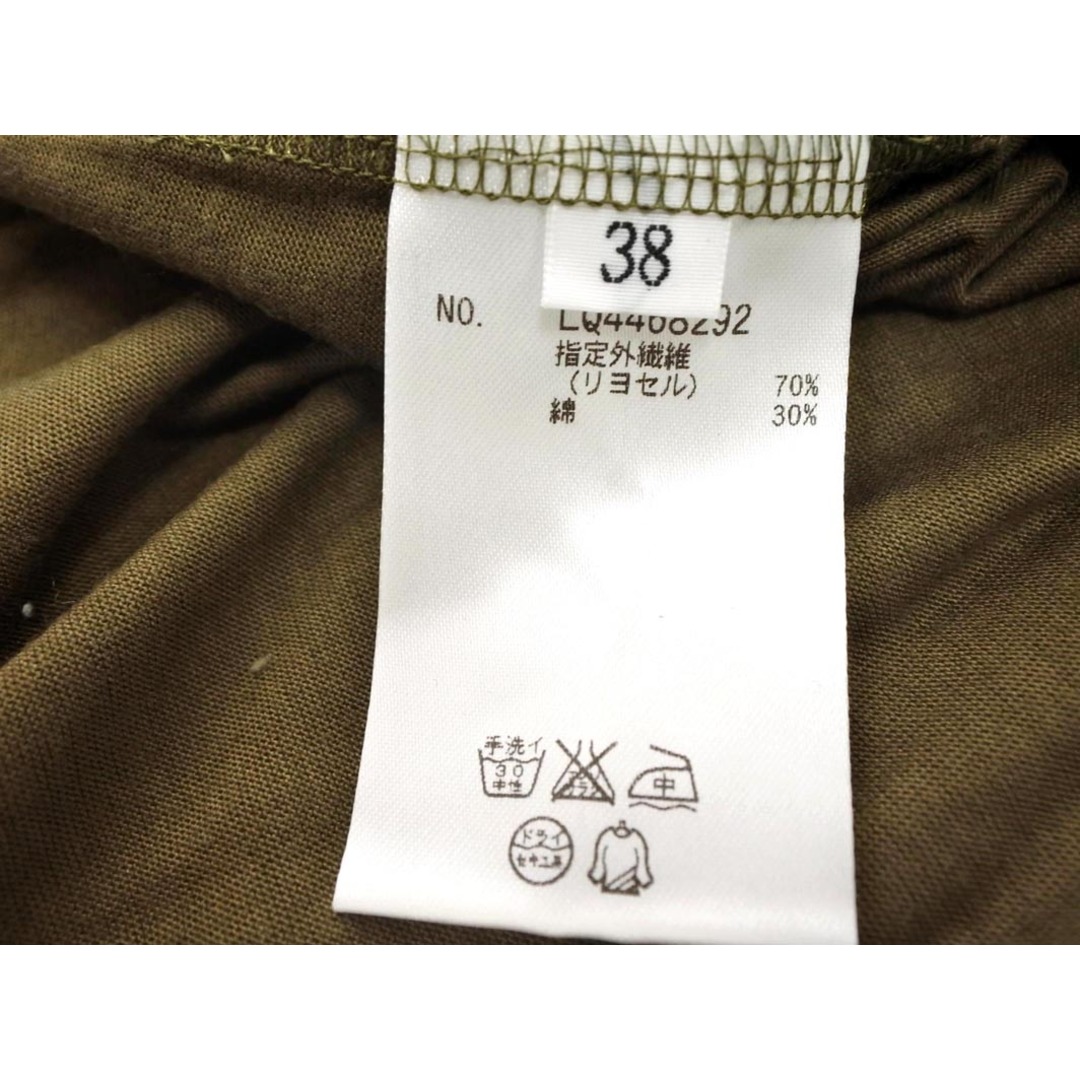 38
NO. LQ4468292
指定外繊維
(リヨセル) 70%
綿 30%
手洗イ
30
中性
中
ドライ
セキユ系